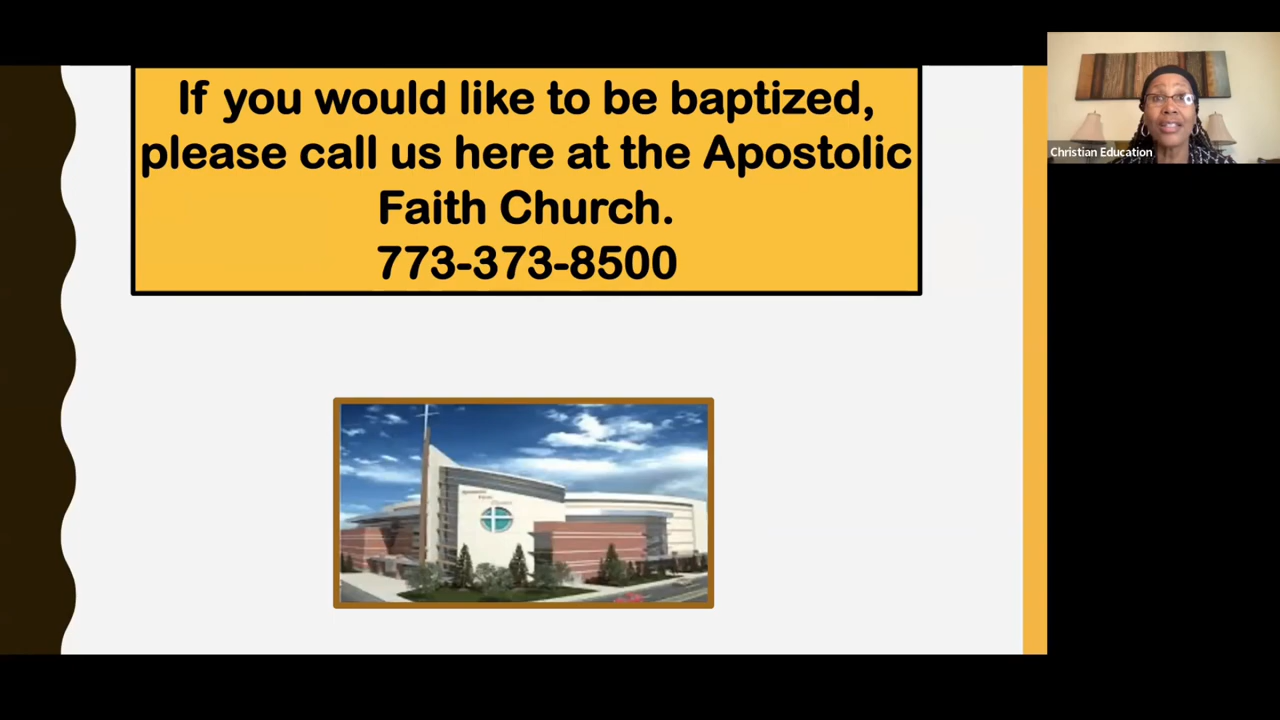 If you would like to be baptized,
please call us here at the Apostolic
Faith Church.
773-373-8500
Christian Education